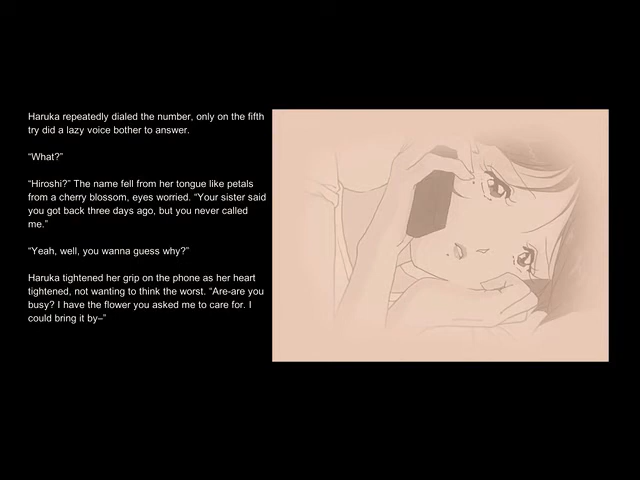 Haruka repeatedly dialed the number, only on the fifth
try did a lazy voice bother to answer.
“What?”
“Hiroshi?” The name fell from her tongue like petals
from a cherry blossom, eyes worried. “Your sister said
you got back three days ago, but you never called
me.”
“Yeah, well, you wanna guess why?”
Haruka tightened her grip on the phone as her heart
tightened, not wanting to think the worst. “Are-are you
busy? I have the flower you asked me to care for. I
could bring it by–”